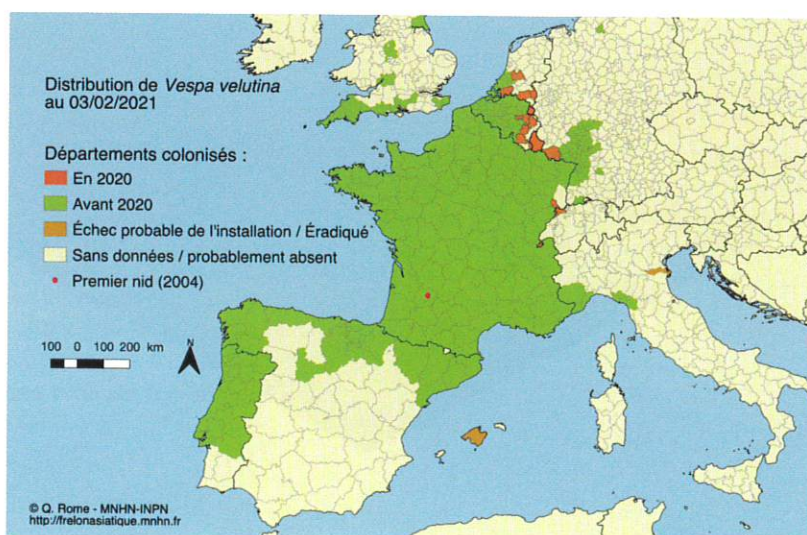 Distribution de Vespa velutina
au 03/02/2021
Départements colonisés :
En 2020
Avant 2020
Échec probable de l'installation / Éradiqué
Sans données / probablement absent
Premier nid (2004)
100 0 100 200 km
N
© Q. Rome - MNHN-INPN
http://frelonasiatique.mnhn.fr